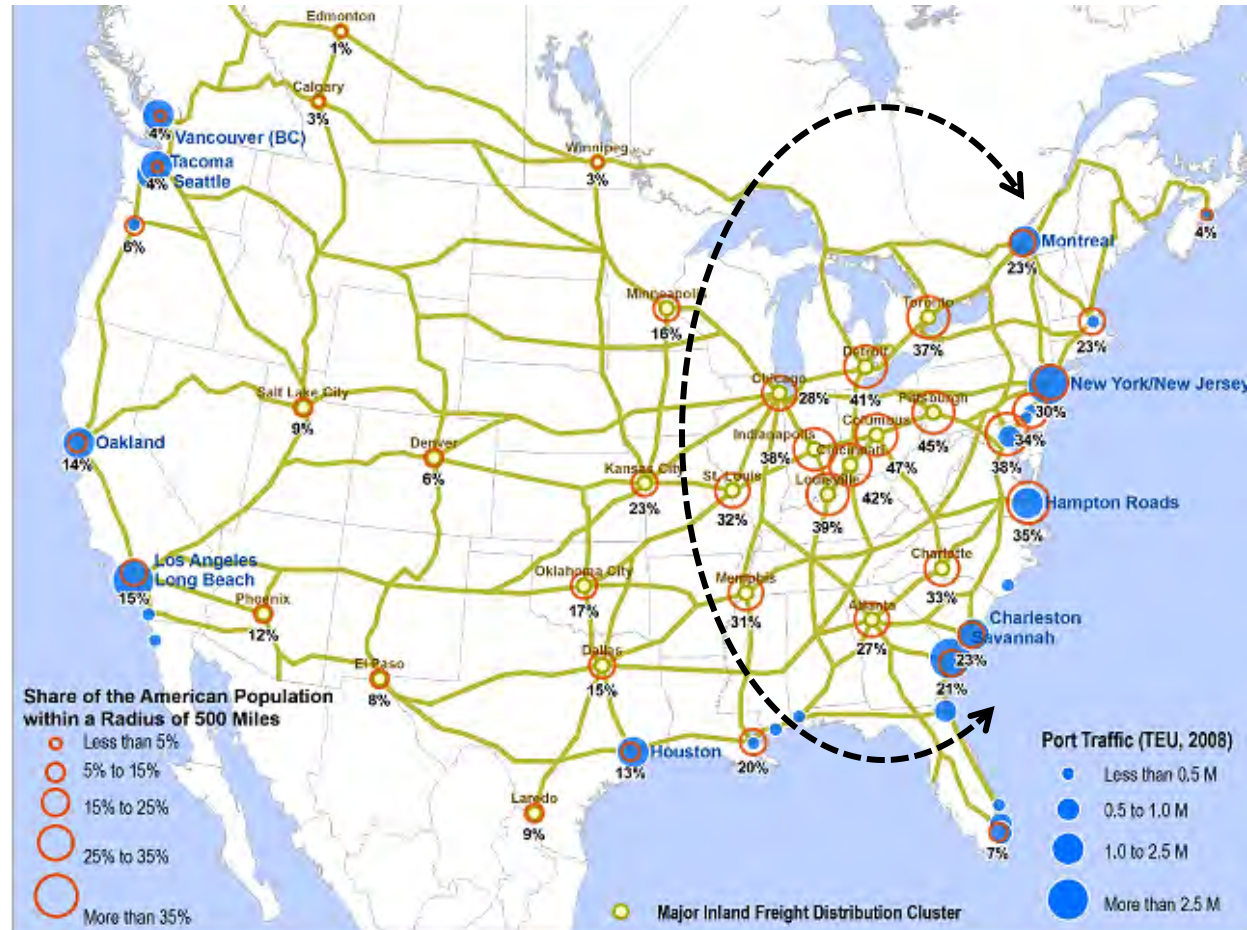 Edmonton
1%
Calgary
3%
4%
Vancouver (BC)
Winnipeg
3%
Tacoma
Seattle
4%
4%
6%
Montreal
23%
Minneapolis
16%
Toronto
37%
23%
Detroit
41%
Chicago
28%
New York/New Jersey
30%
Salt Lake City
9%
Pittsburgh
45%
Columbus
47%
34%
38%
Oakland
14%
Denver
6%
Indianapolis
38%
Cincinnati
42%
Kansas City
23%
St. Louis
32%
Louisville
39%
Hampton Roads
35%
Los Angeles
Long Beach
15%
Phoenix
12%
Oklahoma City
17%
Memphis
31%
Charlotte
33%
Atlanta
27%
Charleston
Savannah
23%
21%
El Paso
8%
Dallas
15%
Houston
13%
20%
Laredo
9%
7%
Share of the American Population
within a Radius of 500 Miles
Less than 5%
5% to 15%
15% to 25%
25% to 35%
More than 35%
Major Inland Freight Distribution Cluster
Port Traffic (TEU, 2008)
Less than 0.5 M
0.5 to 1.0 M
1.0 to 2.5 M
More than 2.5 M